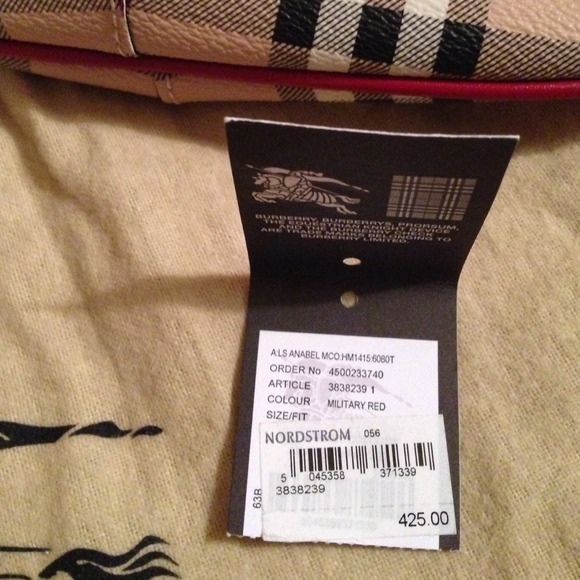 BURBERRY, BURBERRYS, PRORSUM,
THE EQUESTRIAN KNIGHT DEVICE
AND THE BURBERRY CHECK
ARE TRADE MARKS BELONGING TO
BURBERRY LIMITED.
A:LS ANABEL MCO:HM1415:6080T
ORDER No 4500233740
ARTICLE 3838239 1
COLOUR MILITARY RED
SIZE/FIT
NORDSTROM 056
5 045358 371339
3838239
425.00
63B